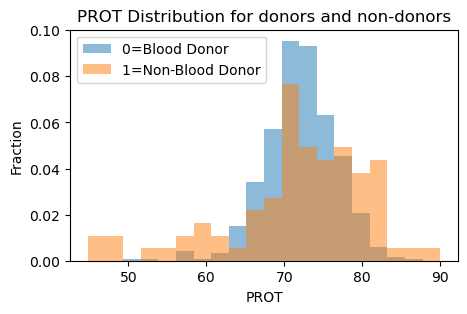 PROT Distribution for donors and non-donors
0=Blood Donor
1=Non-Blood Donor
Fraction
0.10
0.08
0.06
0.04
0.02
0.00
50 60 70 80 90
PROT